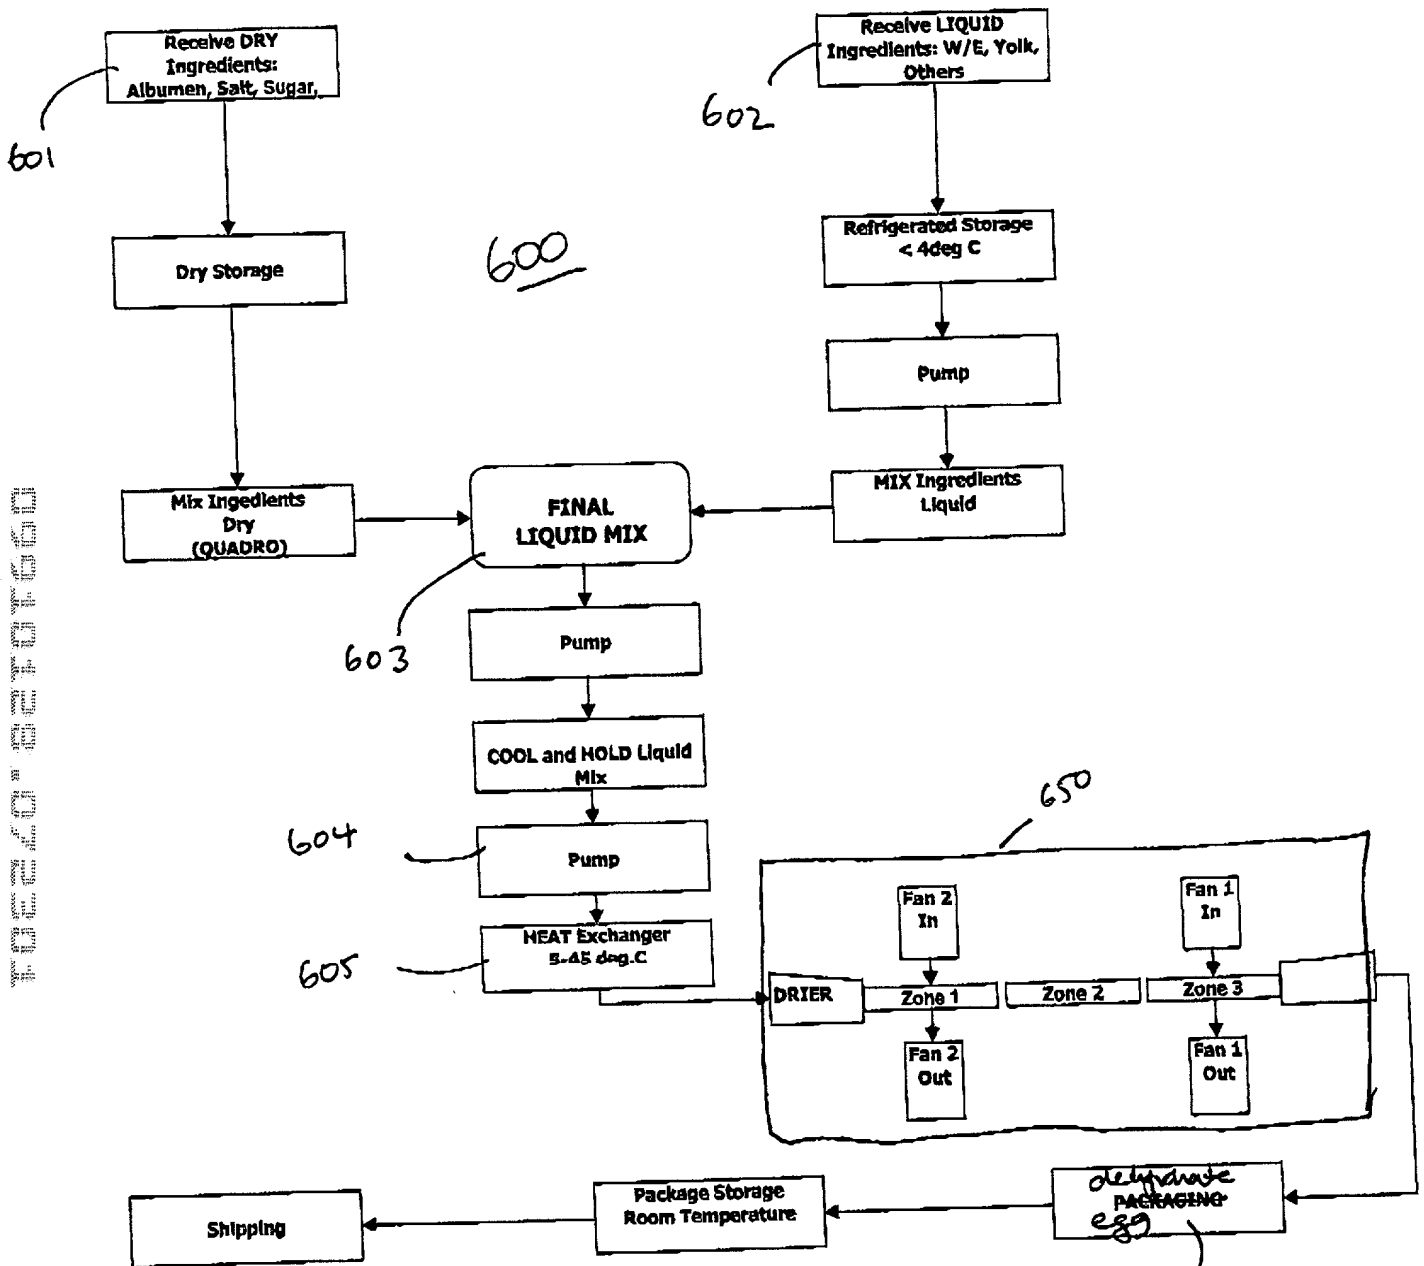 Receive DRY
Ingredients:
Albumen, Salt, Sugar,
601
Receive LIQUID
Ingredients: W/E, Yolk,
Others
602
Dry Storage
600
Refrigerated Storage
< 4deg C
Pump
Mix Ingedients
Dry
(QUADRO)
FINAL
LIQUID MIX
MIX Ingredients
Liquid
603
Pump
COOL and HOLD Liquid
Mix
604
Pump
605
HEAT Exchanger
5-45 deg.C
650
Fan 2
In
Fan 1
In
DRIER
Zone 1
Zone 2
Zone 3
Fan 2
Out
Fan 1
Out
dehydrate
PACKAGING
egg
Package Storage
Room Temperature
Shipping